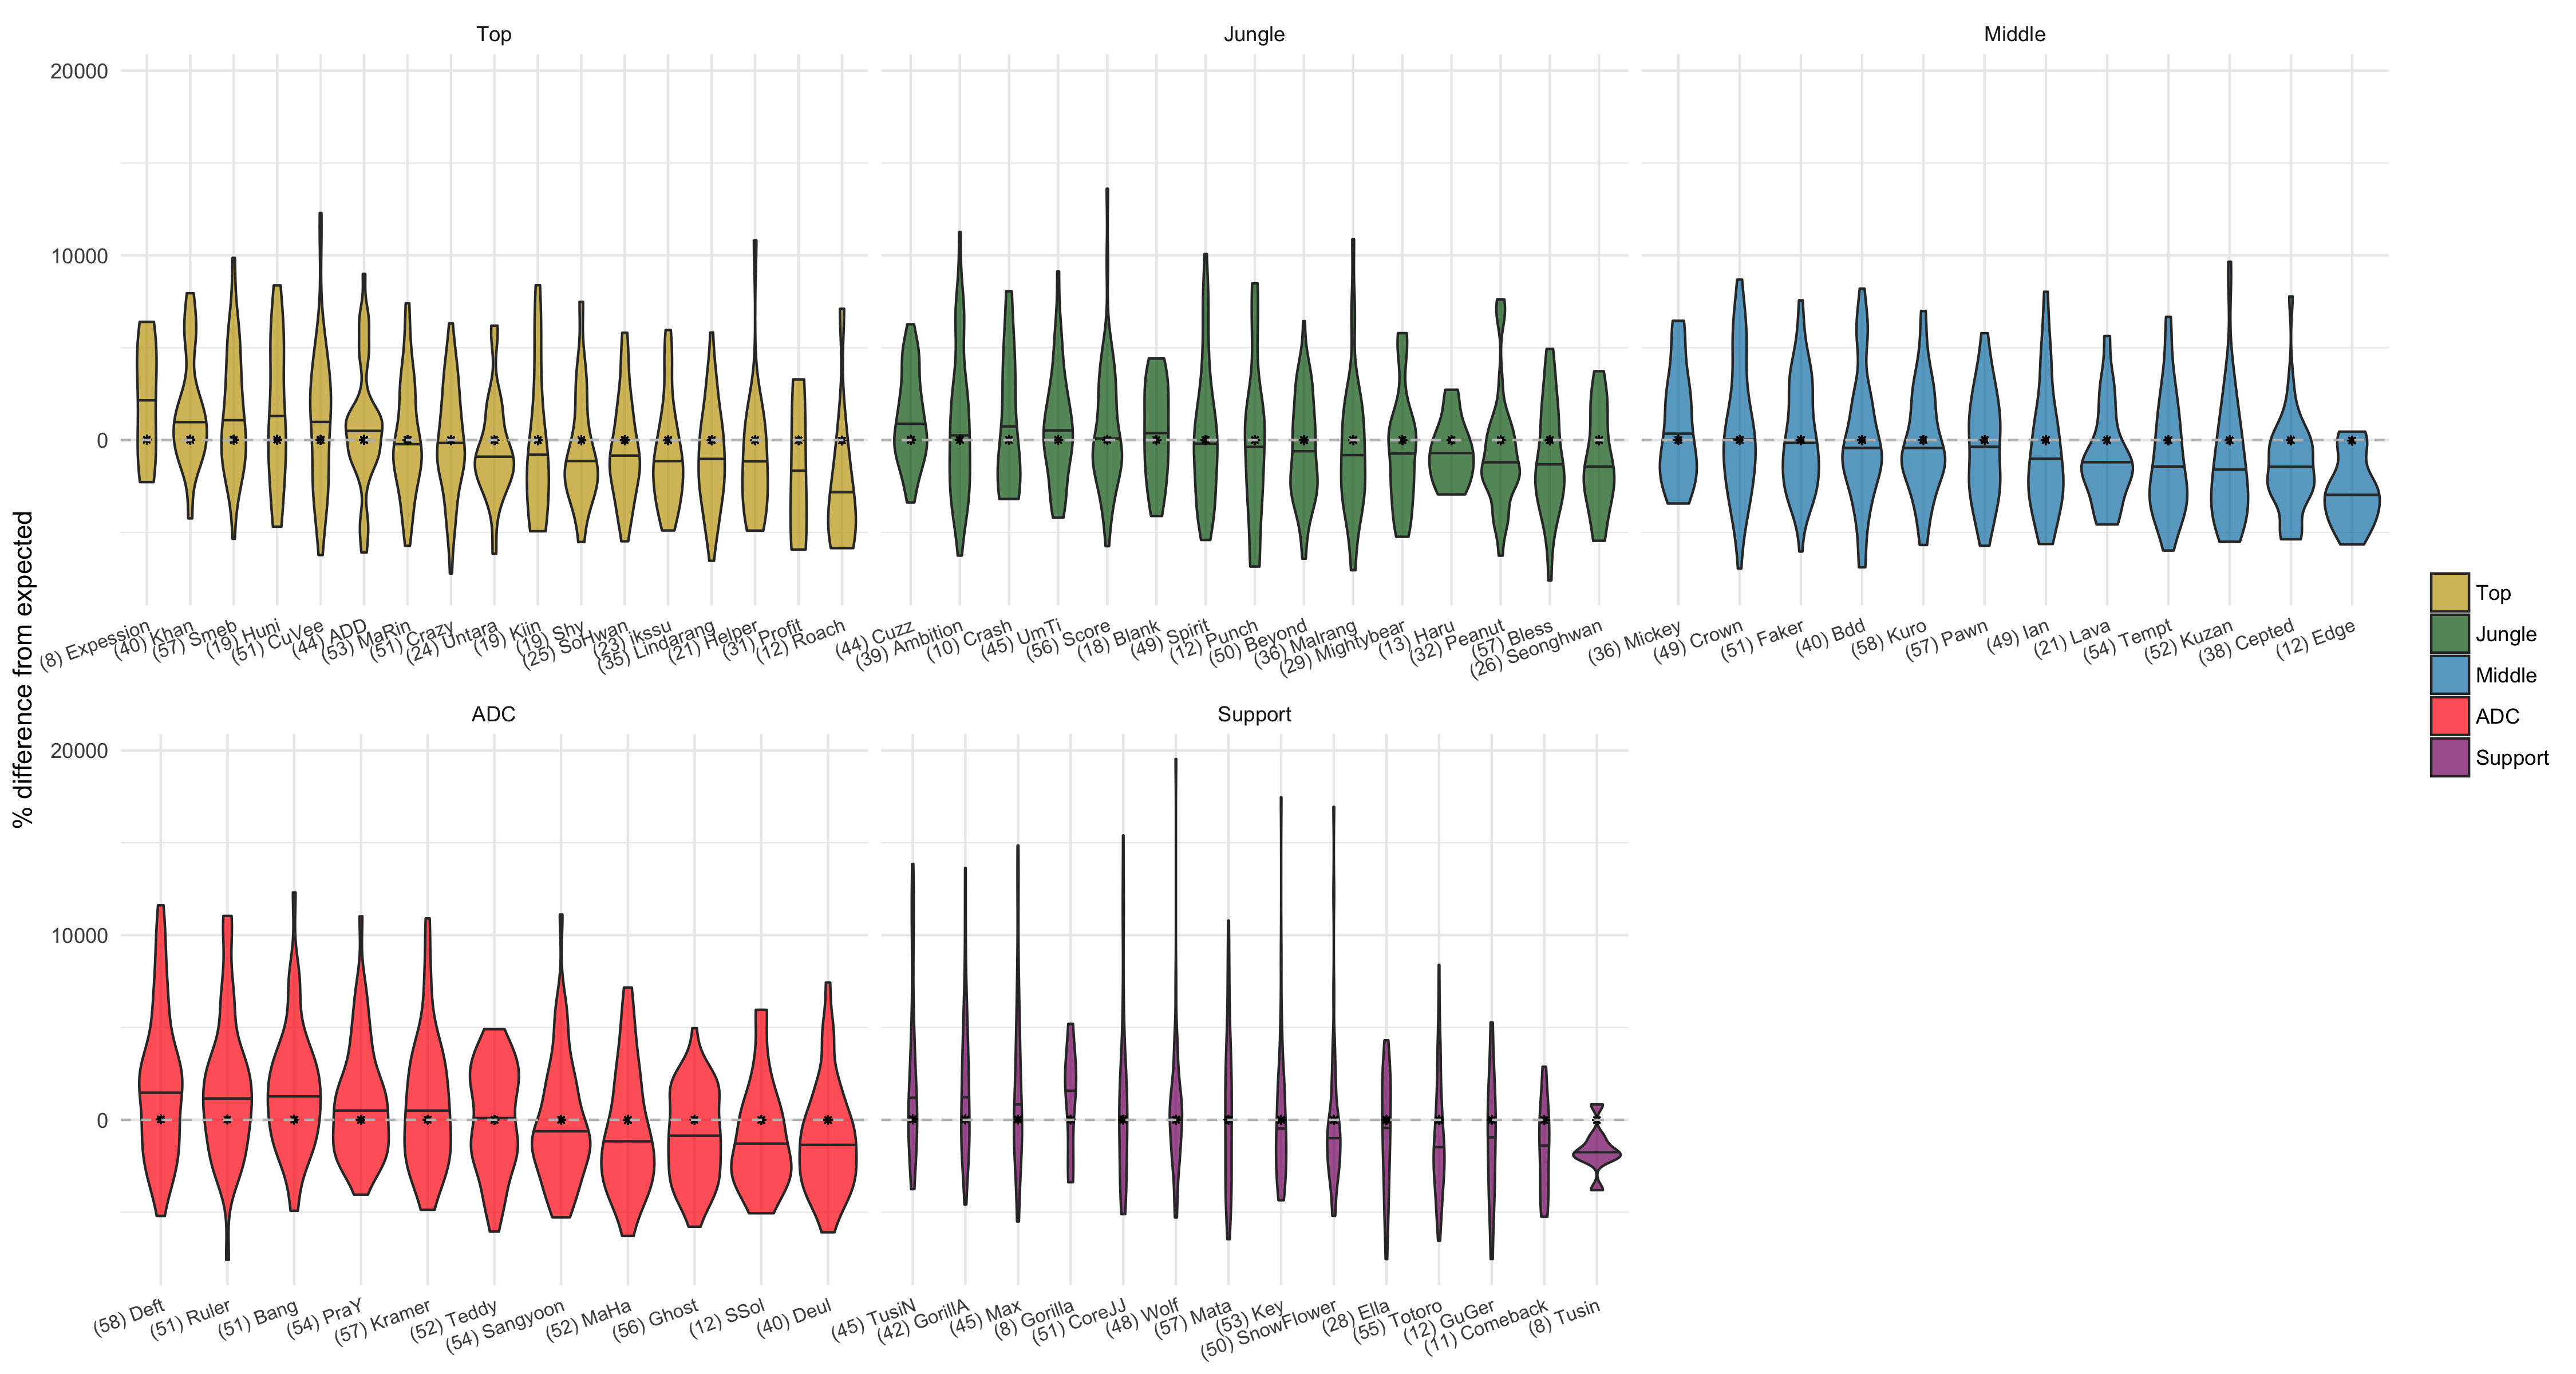 Top
Jungle
Middle
20000
10000
0
(8) Expession
(40) Khan
(57) Smeb
(19) Huni
(51) CuVee
(44) ADD
(53) MaRin
(51) Crazy
(24) Untara
(19) Kiin
(19) Shy
(25) SoHwan
(23) ikssu
(35) Lindarang
(21) Helper
(31) Profit
(12) Roach
(44) Cuzz
(39) Ambition
(10) Crash
(45) UmTi
(56) Score
(18) Blank
(49) Spirit
(12) Punch
(50) Beyond
(36) Malrang
(29) Mightybear
(13) Haru
(32) Peanut
(57) Bless
(26) Seonghwan
(36) Mickey
(49) Crown
(51) Faker
(40) Bdd
(58) Kuro
(57) Pawn
(49) Ian
(21) Lava
(54) Tempt
(52) Kuzan
(38) Cepted
(12) Edge
% difference from expected
ADC
Support
20000
10000
0
(58) Deft
(51) Ruler
(51) Bang
(54) PraY
(57) Kramer
(52) Teddy
(54) Sangyoon
(52) MaHa
(56) Ghost
(12) SSol
(40) Deul
(45) TusiN
(42) GorillA
(45) Max
(8) Gorilla
(51) CoreJJ
(48) Wolf
(57) Mata
(53) Key
(50) SnowFlower
(28) Ella
(55) Totoro
(12) GuGer
(11) Comeback
(8) Tusin
Top
Jungle
Middle
ADC
Support